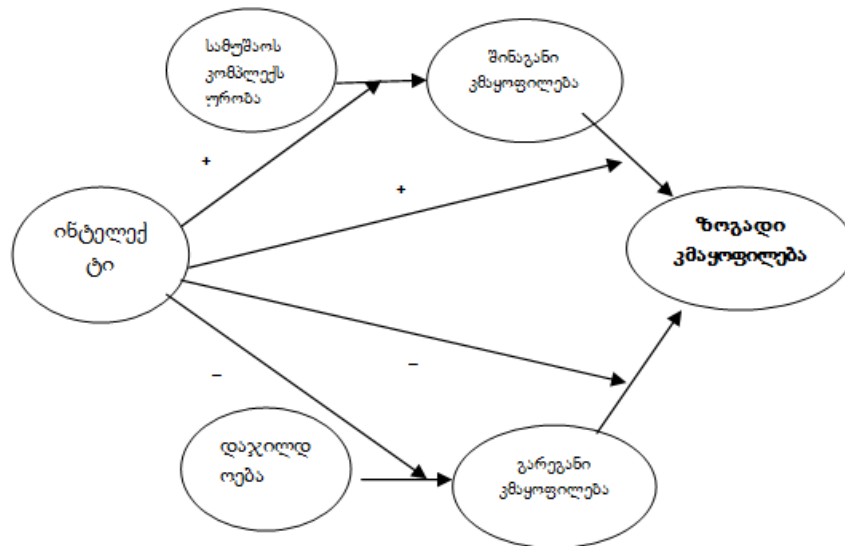 სამუშაოს
კომპლექს
ურობა
შინაგანი
კმაყოფილება
+
+
ინტელექ
ტი
ზოგადი
კმაყოფილება
–
–
დაჯილდ
ოება
გარეგანი
კმაყოფილება